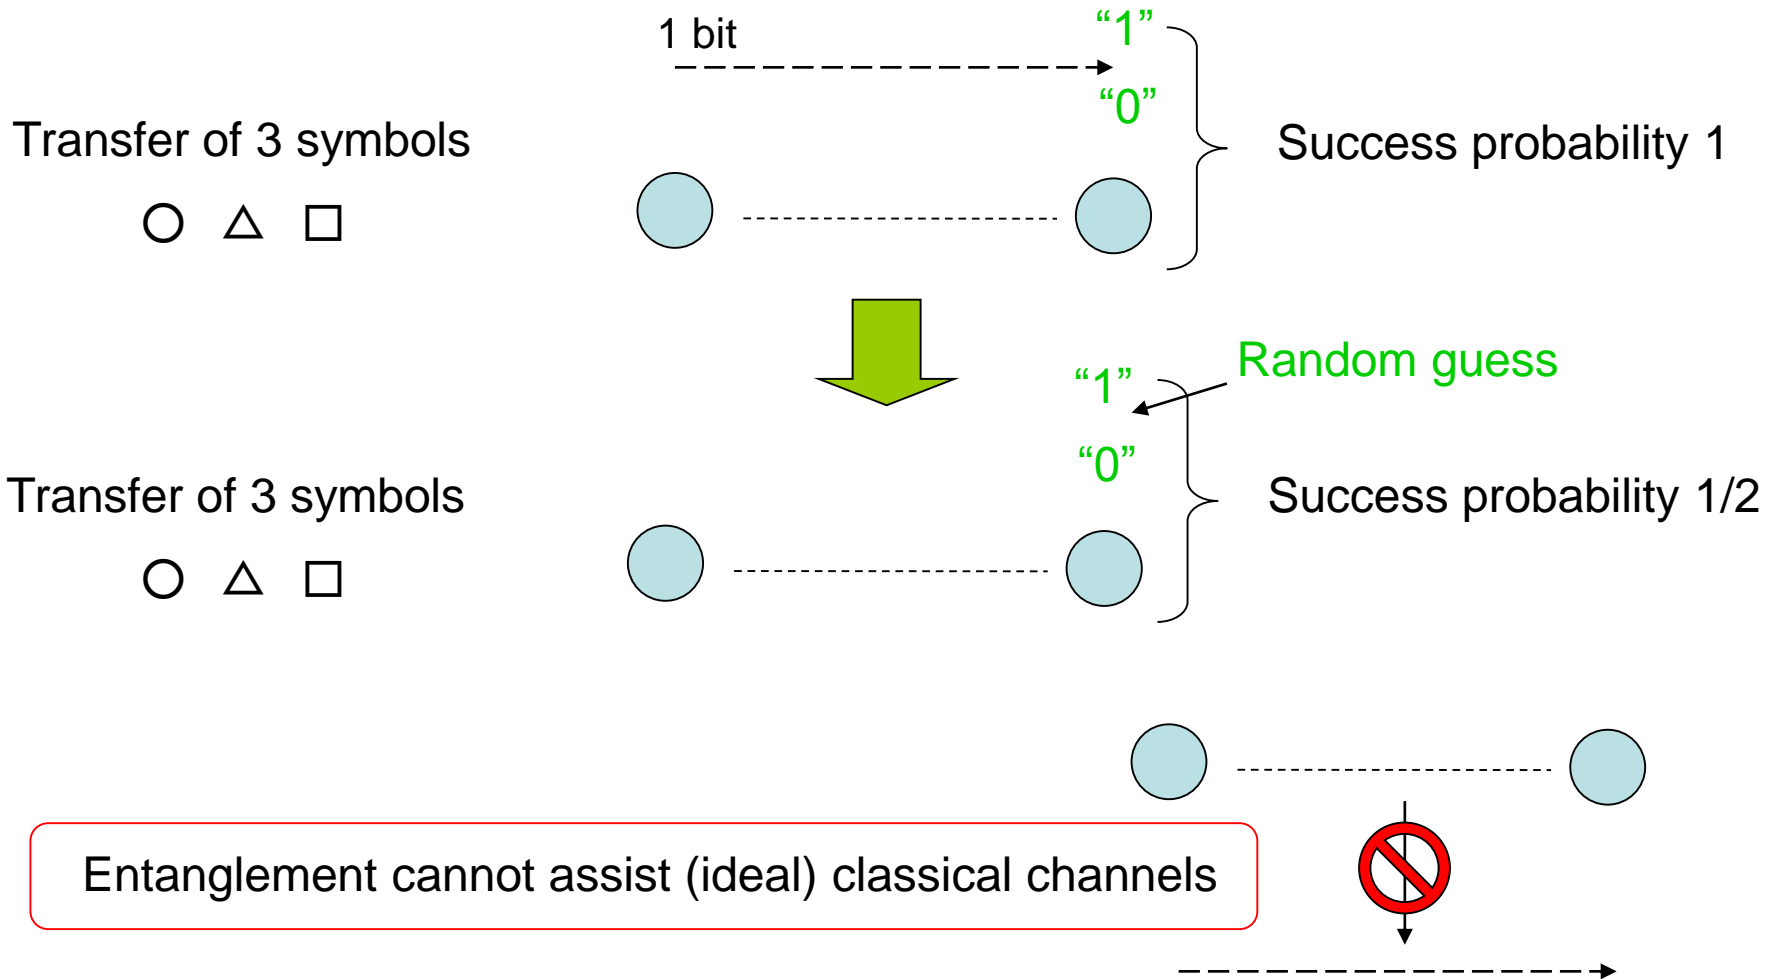 1 bit
“1”
“0”
Transfer of 3 symbols
Success probability 1
Random guess
“1”
“0”
Transfer of 3 symbols
Success probability 1/2
Entanglement cannot assist (ideal) classical channels